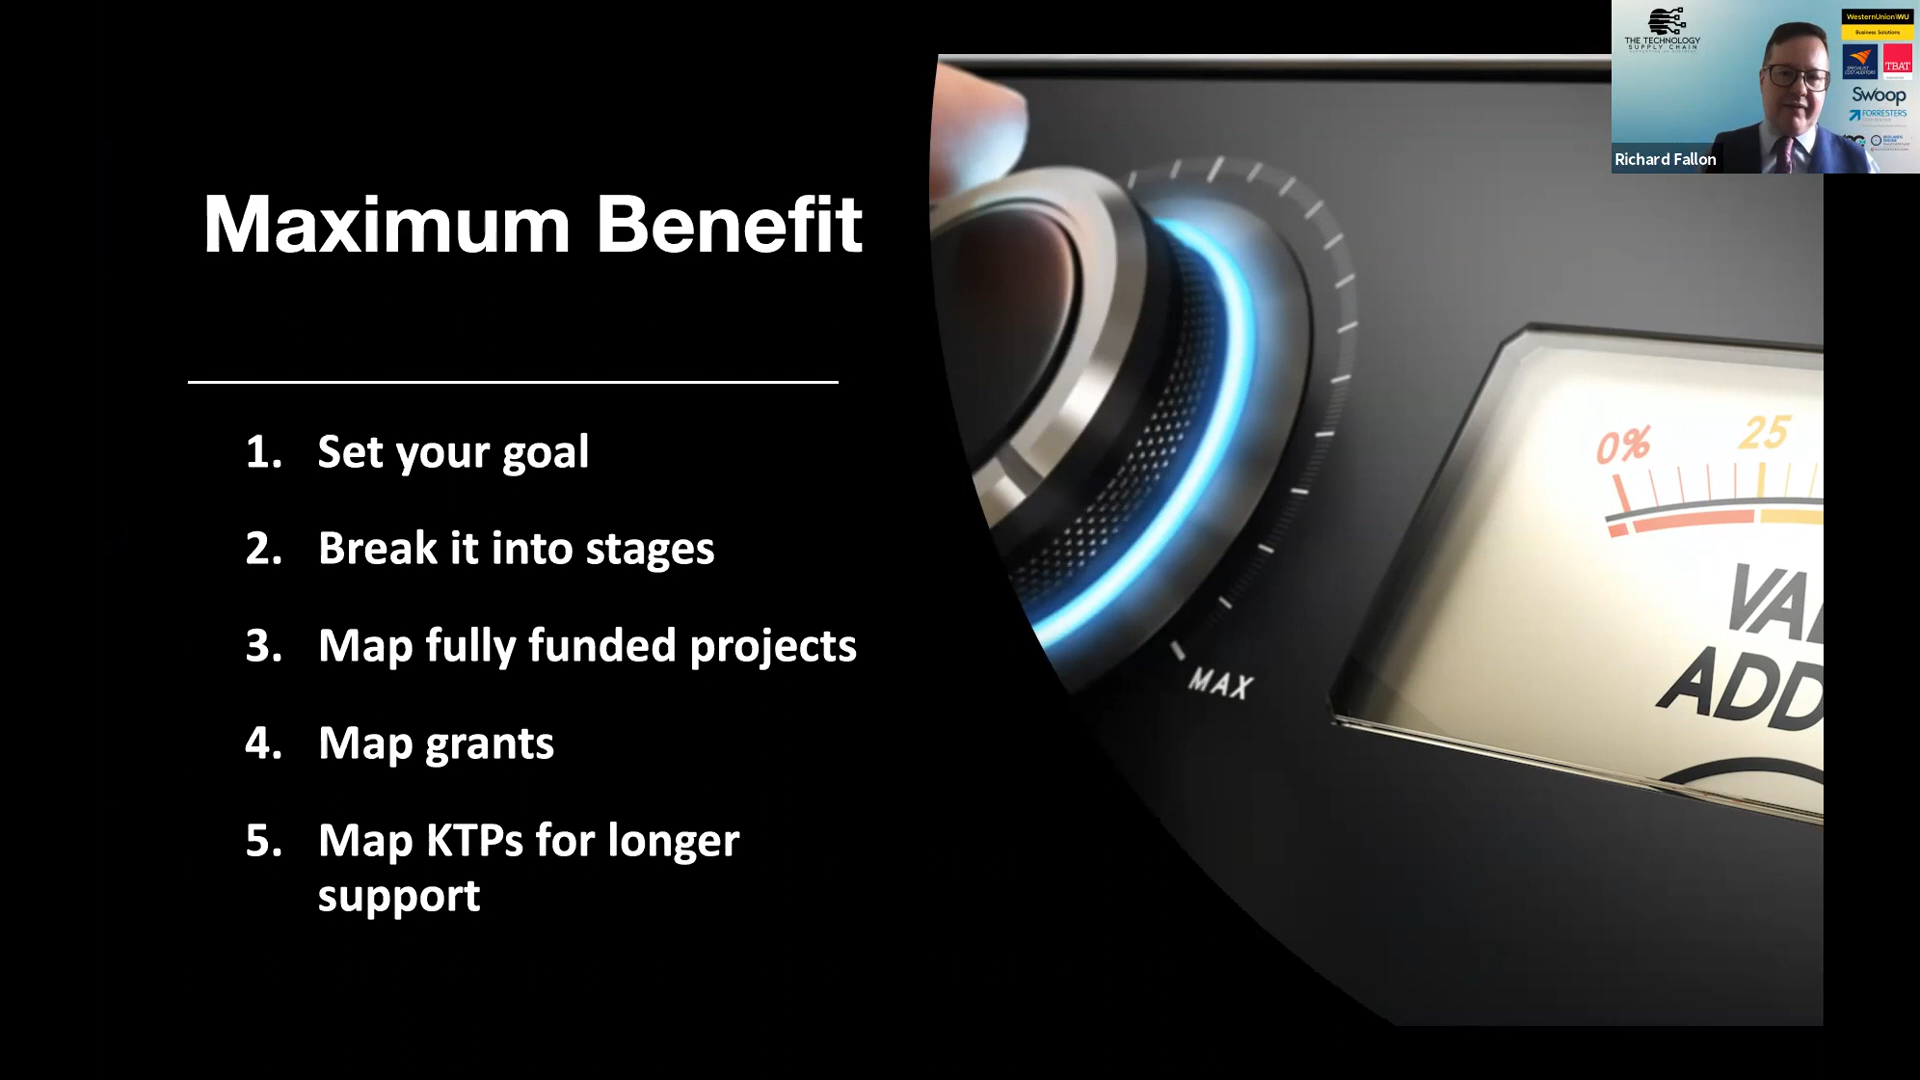 Maximum Benefit
1. Set your goal
2. Break it into stages
3. Map fully funded projects
4. Map grants
5. Map KTPs for longer
support
MAX
0%
25
VAL
ADD
THE TECHNOLOGY
SUPPLY CHAIN
Richard Fallon
WesternUnion WU
Business Solutions
TBAT
Swoop
FORRESTERS